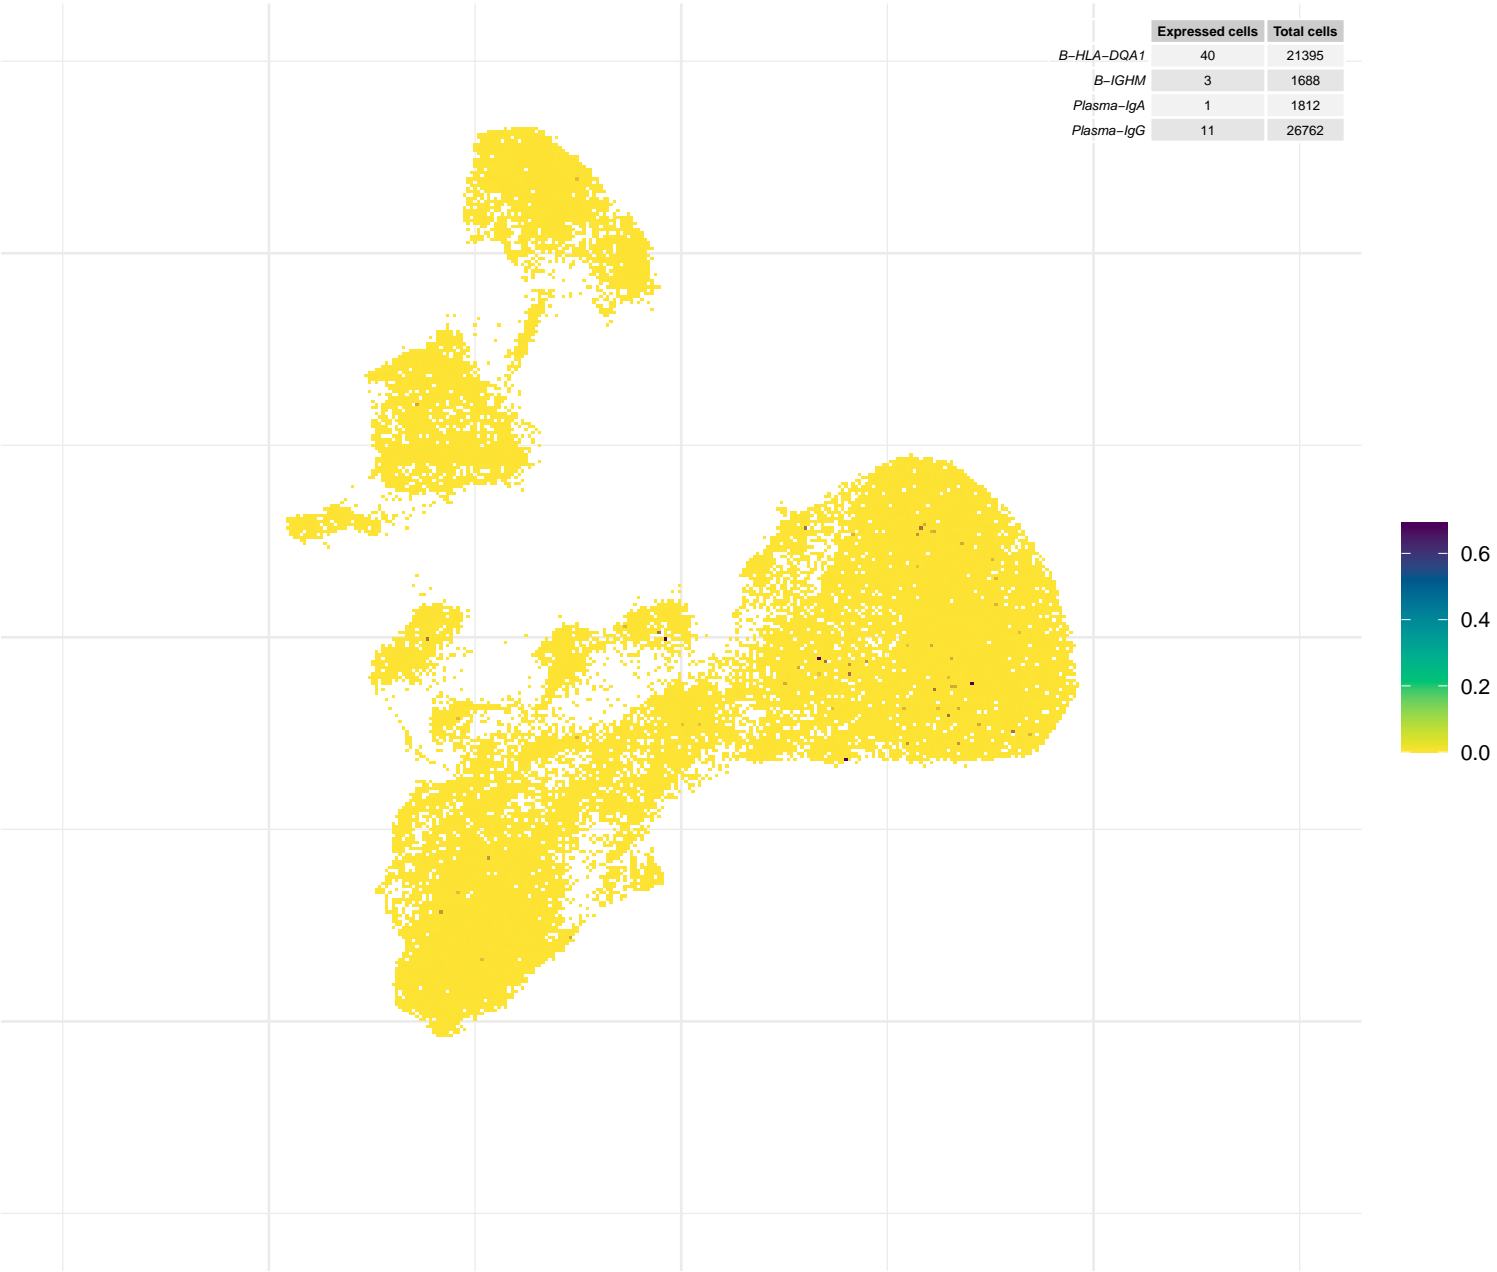 Expressed cells Total cells
B−HLA−DQA1 40 21395
B−IGHM 3 1688
Plasma−IgA 1 1812
Plasma−IgG 11 26762
0.6
0.4
0.2
0.0